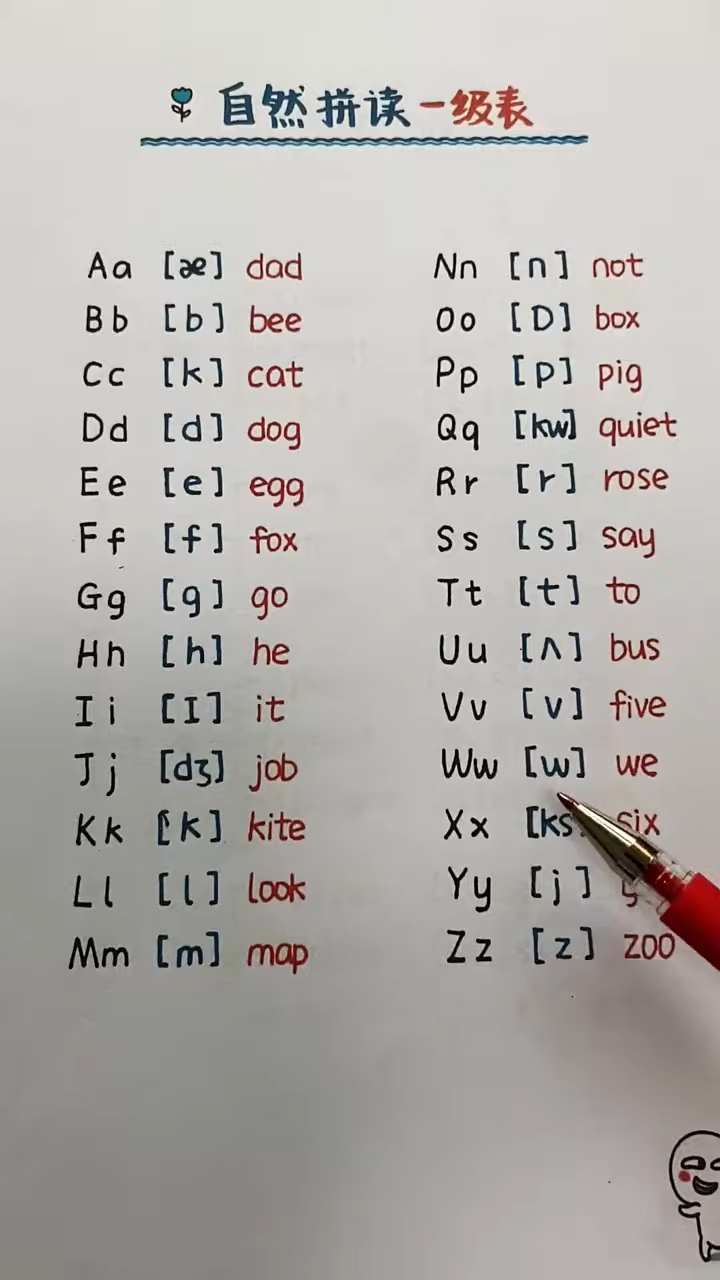 自然拼读一级表
Aa [æ] dad
Bb [b] bee
Cc [k] cat
Dd [d] dog
Ee [e] egg
Ff [f] fox
Gg [g] go
Hh [h] he
Ii [I] it
Jj [dʒ] job
Kk [k] kite
Ll [l] look
Mm [m] map
Nn [n] not
Oo [D] box
Pp [p] pig
Qq [kw] quiet
Rr [r] rose
Ss [s] say
Tt [t] to
Uu [ʌ] bus
Vv [v] five
Ww [w] we
Xx [ks] six
Yy [j]
Zz [z] zoo